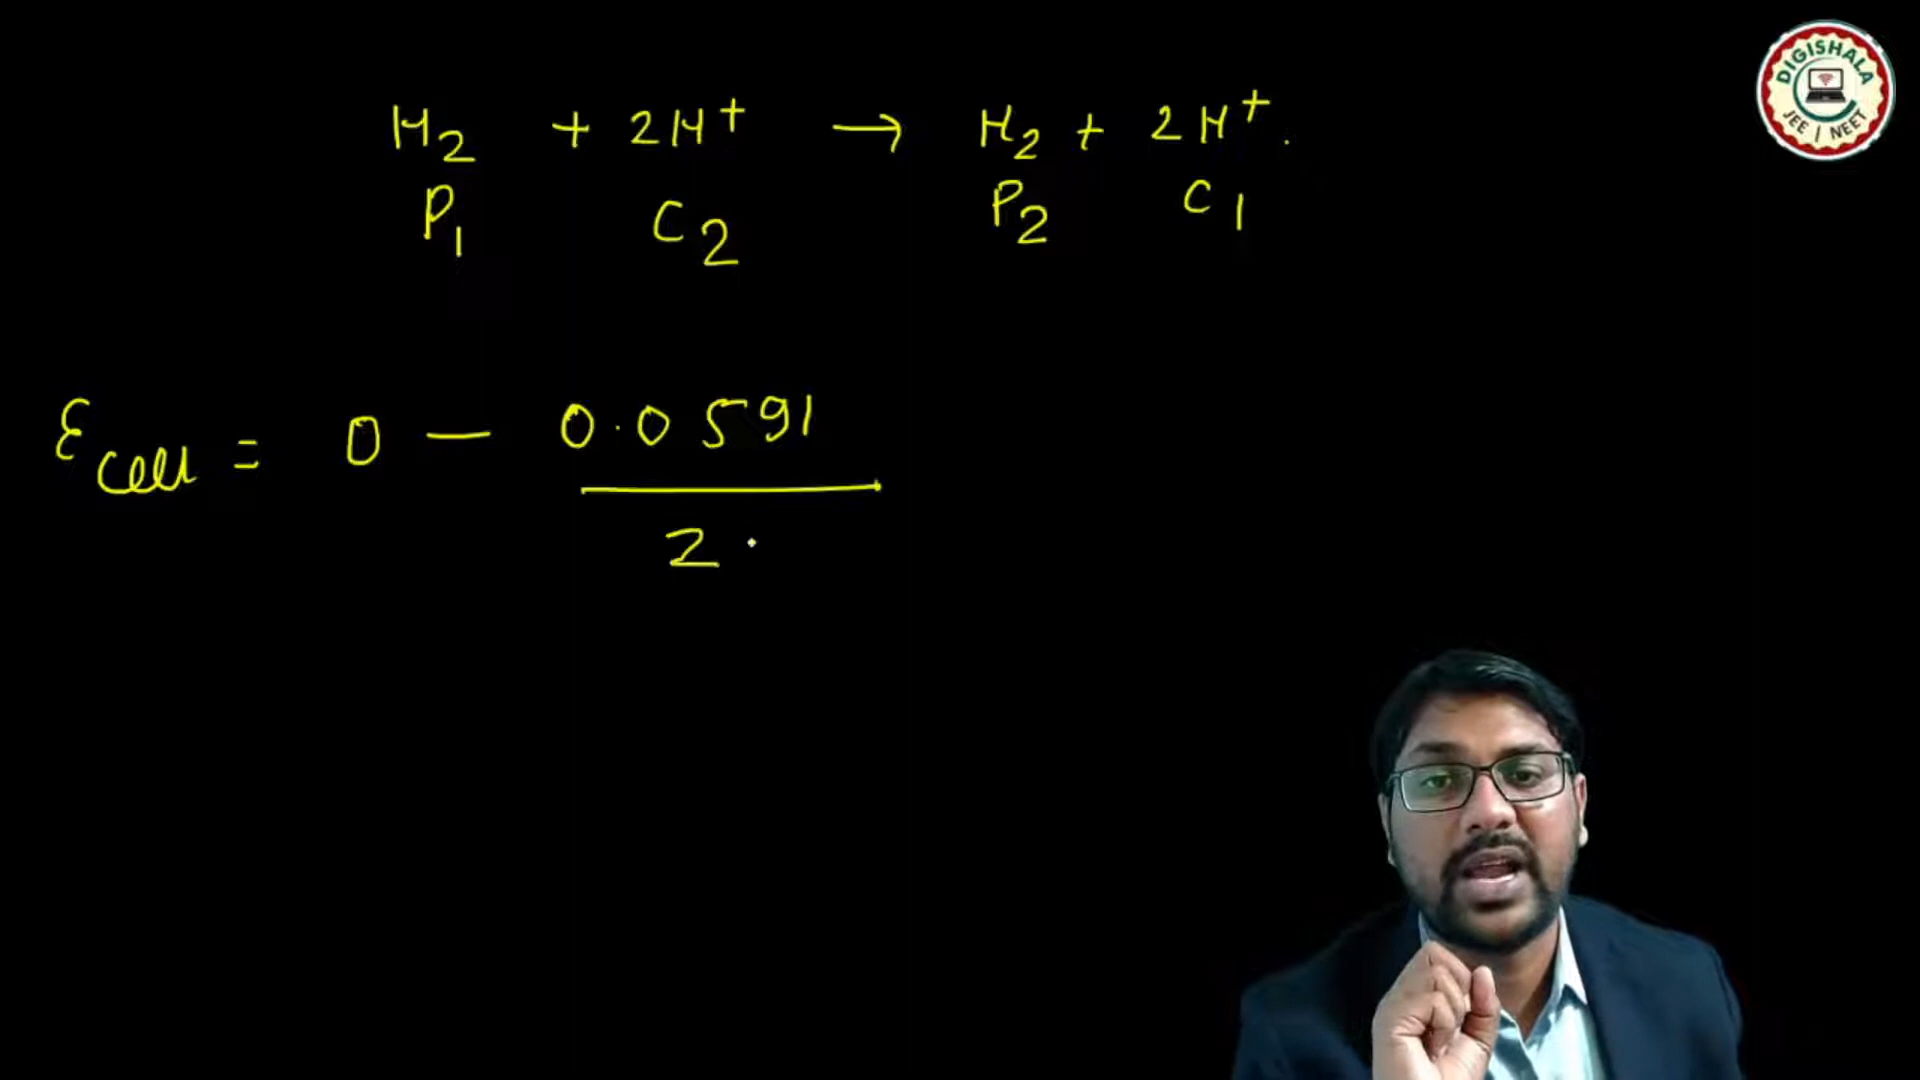 DIGISHALA
JEE | NEET
H₂ + 2H⁺ → H₂ + 2H⁺.
P₁ C₂ P₂ C₁
Ecell = 0 — 0.0591
2